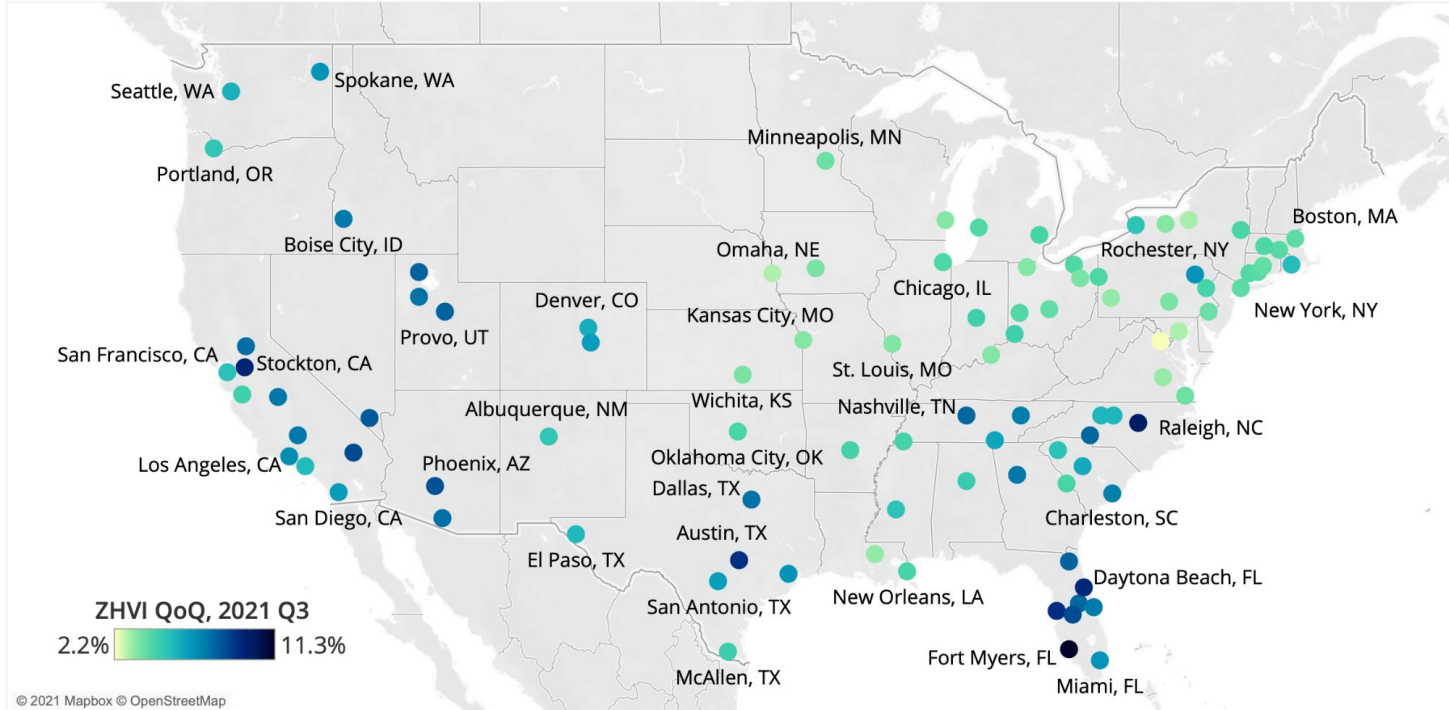 Spokane, WA
Seattle, WA
Minneapolis, MN
Portland, OR
Boston, MA
Boise City, ID
Omaha, NE
Rochester, NY
Chicago, IL
Denver, CO
New York, NY
Kansas City, MO
Provo, UT
San Francisco, CA
Stockton, CA
St. Louis, MO
Wichita, KS
Albuquerque, NM
Nashville, TN
Raleigh, NC
Oklahoma City, OK
Los Angeles, CA
Phoenix, AZ
Dallas, TX
San Diego, CA
Charleston, SC
Austin, TX
El Paso, TX
Daytona Beach, FL
New Orleans, LA
San Antonio, TX
ZHVI QoQ, 2021 Q3
2.2%
11.3%
Fort Myers, FL
McAllen, TX
Miami, FL
© 2021 Mapbox © OpenStreetMap